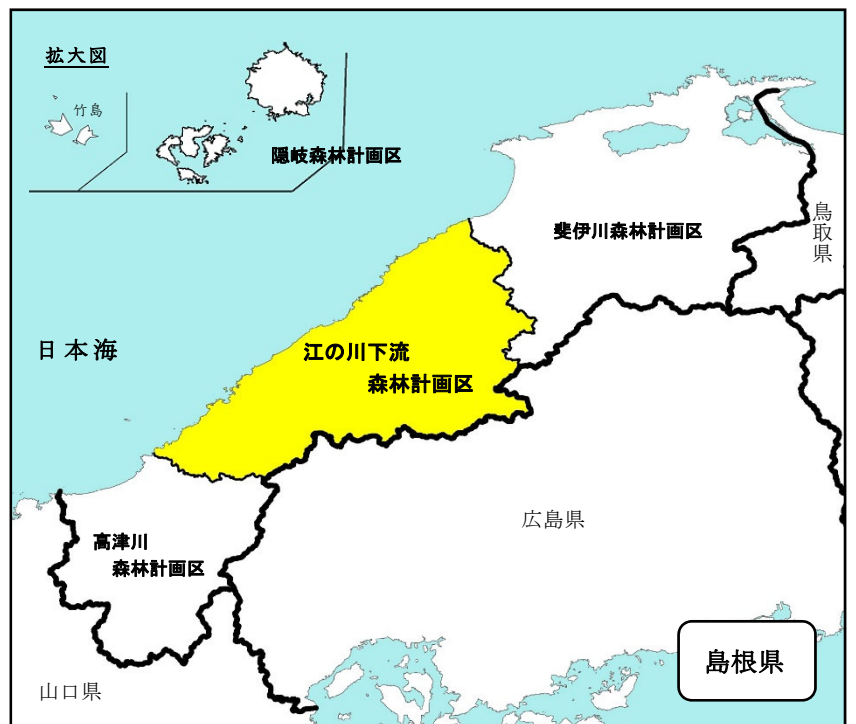 拡大図
竹島
隠岐森林計画区
斐伊川森林計画区
鳥取県
日本海
江の川下流
森林計画区
広島県
高津川
森林計画区
島根県
山口県